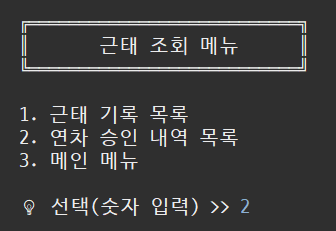 근태 조회 메뉴
1. 근태 기록 목록
2. 연차 승인 내역 목록
3. 메인 메뉴
선택(숫자 입력) >> 2